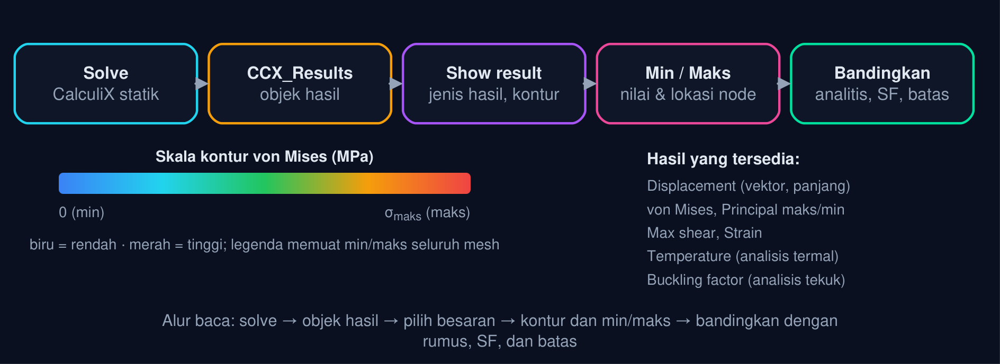 Solve
CalculiX statik
CCX_Results
objek hasil
Show result
jenis hasil, kontur
Min / Maks
nilai & lokasi node
Bandingkan
analitis, SF, batas
Skala kontur von Mises (MPa)
0 (min)
σmaks (maks)
biru = rendah · merah = tinggi; legenda memuat min/maks seluruh mesh
Hasil yang tersedia:
Displacement (vektor, panjang)
von Mises, Principal maks/min
Max shear, Strain
Temperature (analisis termal)
Buckling factor (analisis tekuk)
Alur baca: solve → objek hasil → pilih besaran → kontur dan min/maks → bandingkan dengan
rumus, SF, dan batas